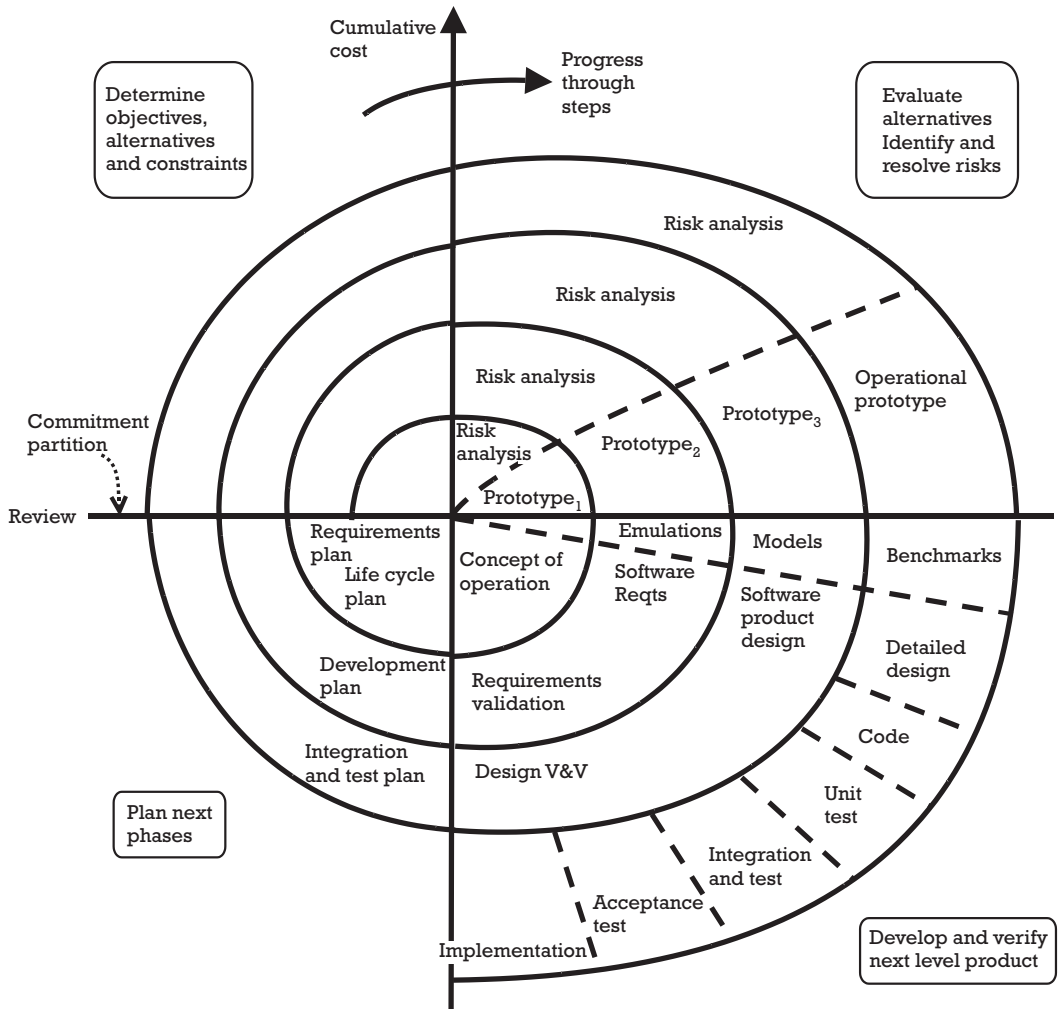 Cumulative
cost
Progress
through
steps
Determine
objectives,
alternatives
and constraints
Evaluate
alternatives
Identify and
resolve risks
Risk analysis
Risk analysis
Risk analysis
Risk
analysis
Operational
prototype
Prototype3
Prototype2
Prototype1
Commitment
partition
Review
Requirements
plan
Life cycle
plan
Concept of
operation
Emulations
Models
Benchmarks
Software
Reqts
Software
product
design
Detailed
design
Development
plan
Requirements
validation
Code
Integration
and test plan
Design V&V
Unit
test
Plan next
phases
Integration
and test
Acceptance
test
Implementation
Develop and verify
next level product